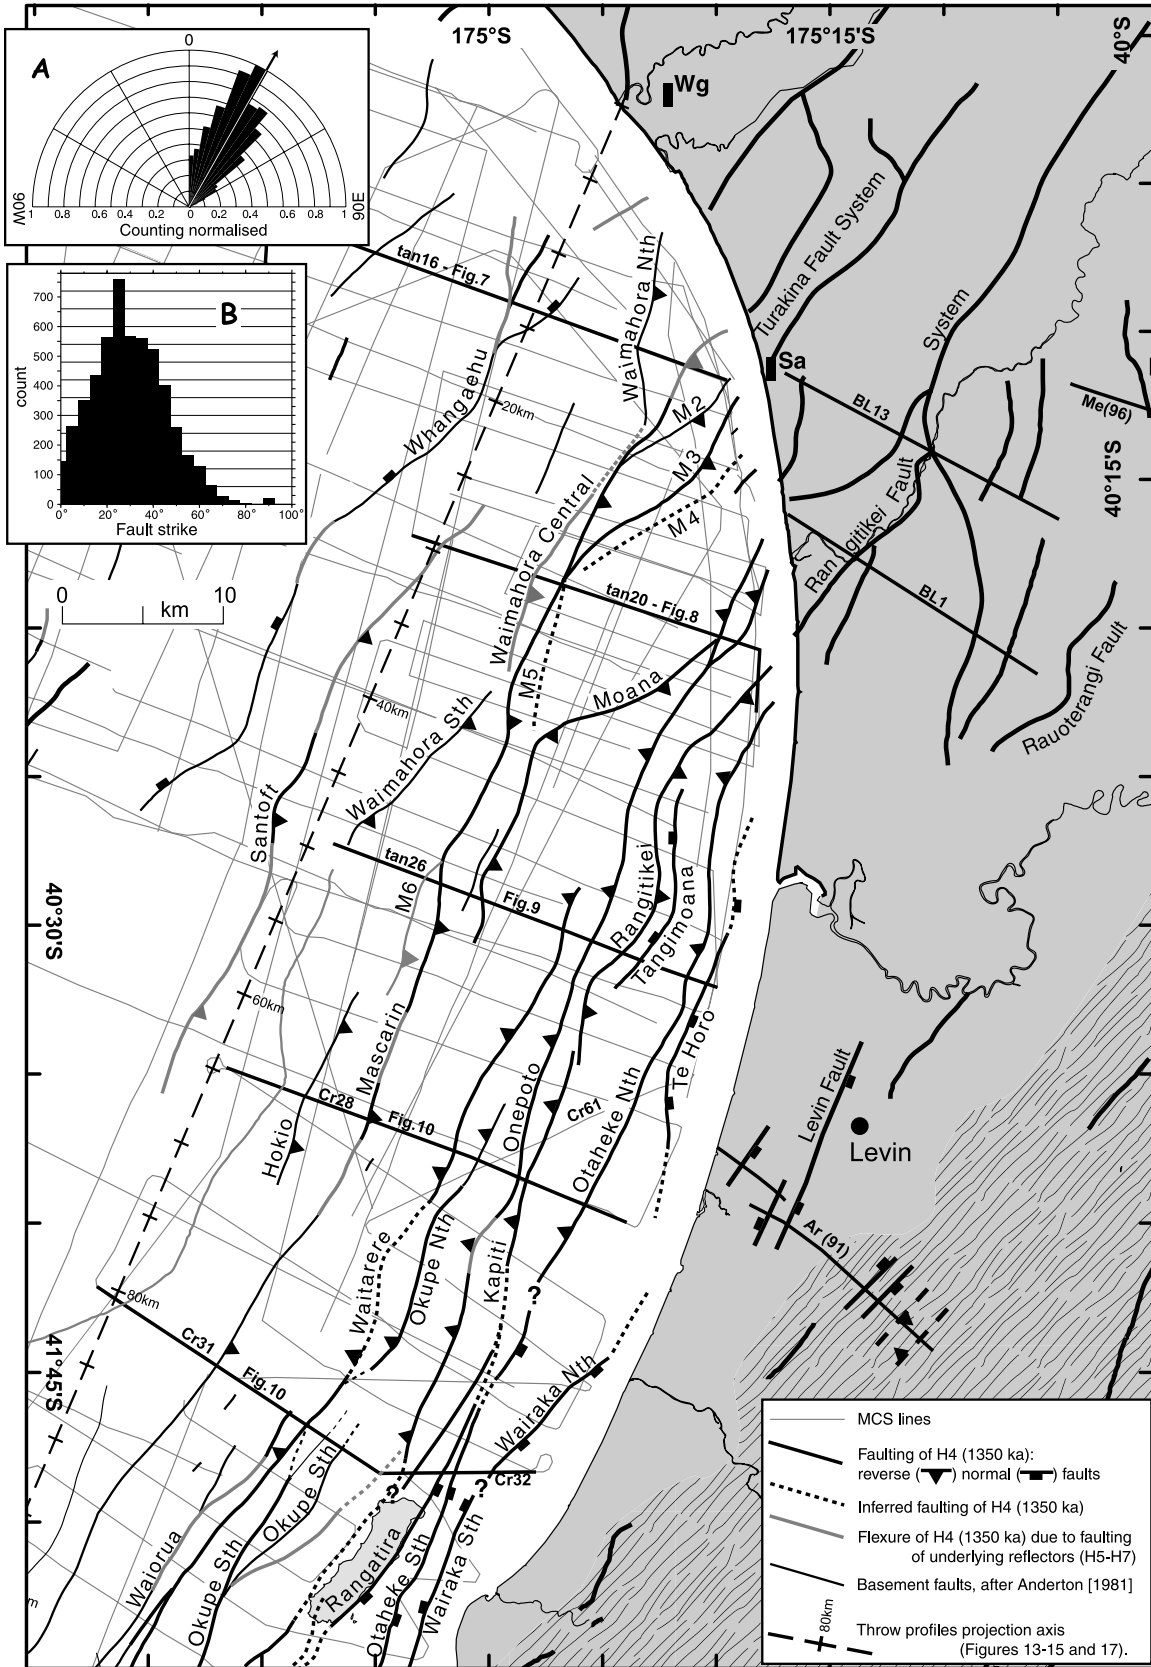 175°S
175°15'S
40°S
A
0
90W
1 0.8 0.6 0.4 0.2 0 0.2 0.4 0.6 0.8 1
90E
Counting normalised
B
700
600
500
400
300
200
100
0
count
0 20° 40° 60° 80° 100°
Fault strike
0 10
km
Wg
tan16 - Fig.7
Waimahora Nth
Turakina Fault System
System
Sa
BL13
Me(96)
Whangaehu
20km
M2
M3
M4
40°15'S
Waimahora Central
Rangitikei Fault
BL1
tan20 - Fig.8
M5
Moana
Rauoterangi Fault
40km
Waimahora Sth
Santoft
tan26
Fig.9
M6
Rangitikei
Tangimoana
40°30'S
60km
Mascarin
Te Horo
Levin Fault
Cr28
Fig.10
Onepoto
Cr61
Otaheke Nth
Hokio
Levin
Ar (91)
Waitarere
Okupe Nth
Kapiti
?
80km
Cr31
Fig.10
41°45'S
Wairaka Nth
Cr32
?
?
Okupe Sth
Waiorua
Okupe Sth
Rangatira
Otaheke Sth
Wairaka Sth
m
MCS lines
Faulting of H4 (1350 ka):
reverse ( ) normal ( ) faults
Inferred faulting of H4 (1350 ka)
Flexure of H4 (1350 ka) due to faulting
of underlying reflectors (H5-H7)
Basement faults, after Anderton [1981]
80km
Throw profiles projection axis
(Figures 13-15 and 17).